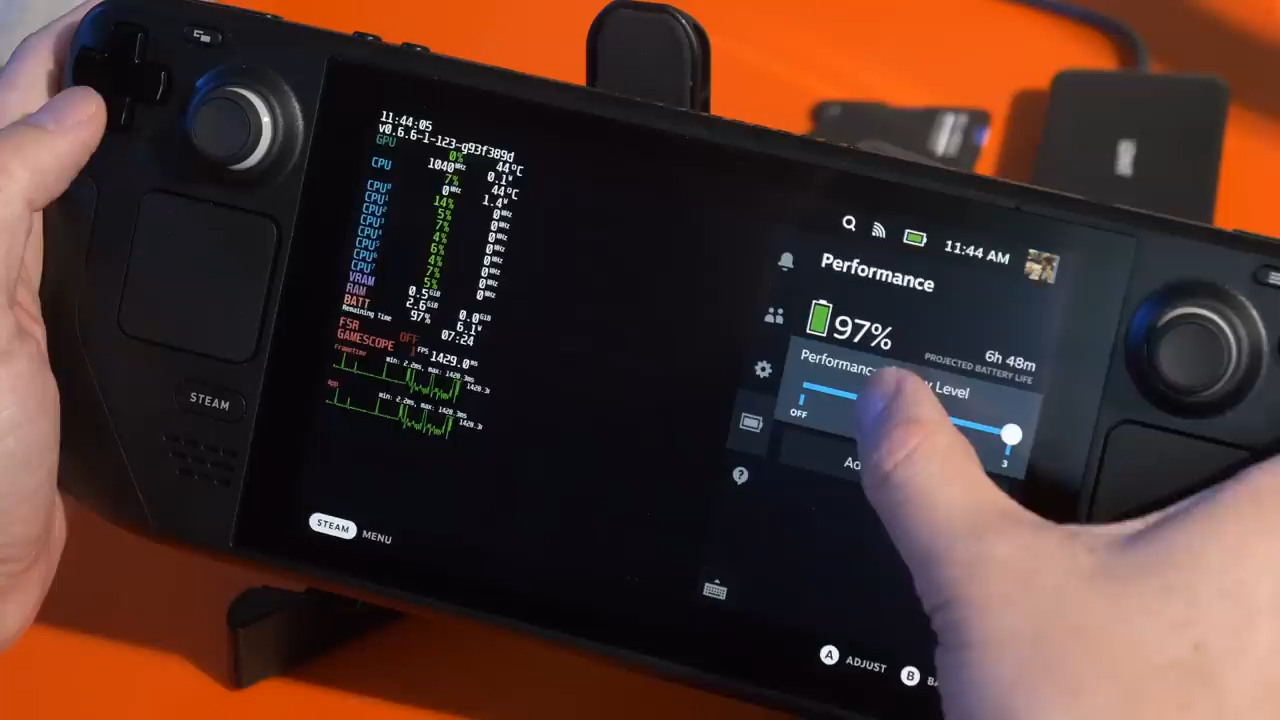 11:44:05
v0.6.6-1-123-g93f389d
GPU 0% 44°C
1040MHz 0.1W
CPU 7% 44°C
0MHz 1.4W
CPU0 14% 0MHz
CPU1 5% 0MHz
CPU2 7% 0MHz
CPU3 4% 0MHz
CPU4 6% 0MHz
CPU5 4% 0MHz
CPU6 7% 0MHz
CPU7 5% 0MHz
VRAM 0.5GiB
RAM 2.6GiB 0.0GiB
BATT 97% 6.1W
Remaining Time 07:24
FSR OFF
GAMESCOPE 1 FPS 1429.0ms
Frametime min: 2.2ms, max: 1428.3ms
App min: 2.2ms, max: 1428.3ms
STEAM
STEAM MENU
11:44 AM
Performance
97%
6h 48m
PROJECTED BATTERY LIFE
Level
OFF
3
A ADJUST B